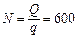 N = Q/q = 600